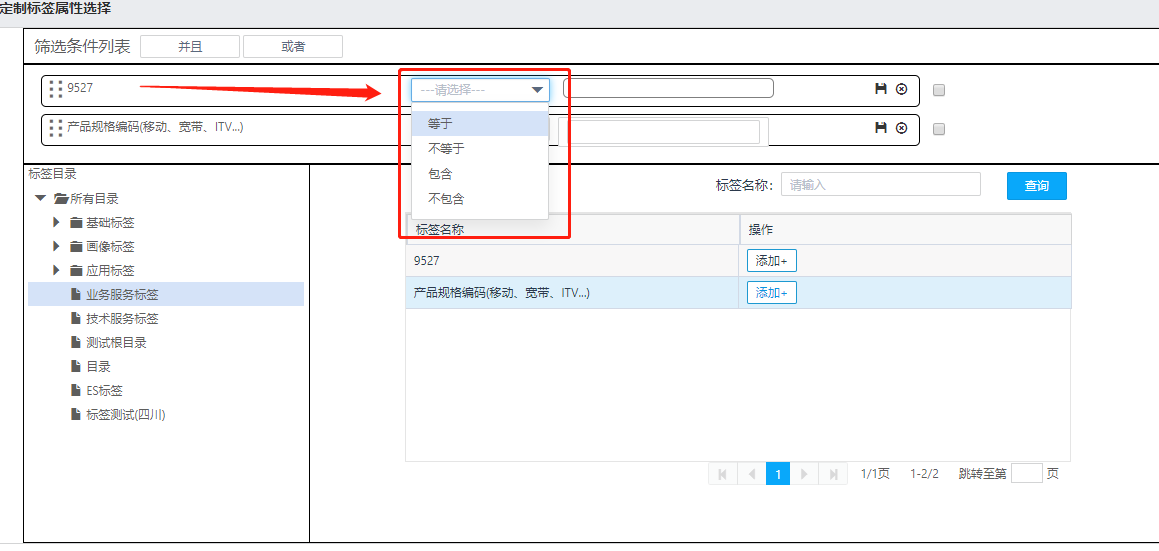 定制标签属性选择
筛选条件列表 并且 或者
9527 ---请选择---
产品规格编码(移动、宽带、ITV...)
等于
不等于
包含
不包含
标签目录
所有目录
基础标签
画像标签
应用标签
业务服务标签
技术服务标签
测试根目录
目录
ES标签
标签测试(四川)
标签名称: 请输入 查询
标签名称 操作
9527 添加+
产品规格编码(移动、宽带、ITV...) 添加+
1 1/1页 1-2/2 跳转至第 页